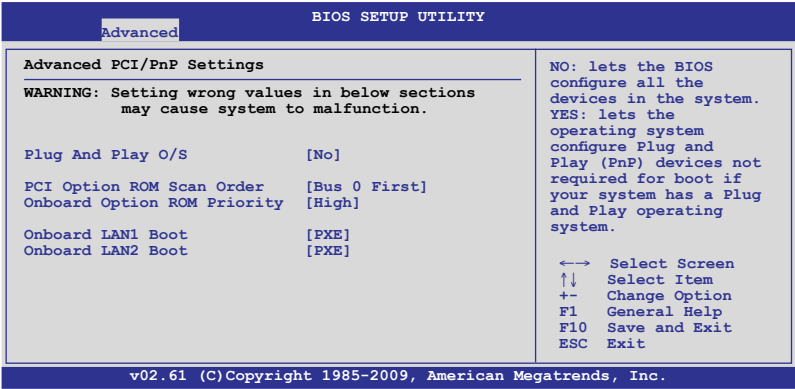 BIOS SETUP UTILITY
Advanced
Advanced PCI/PnP Settings
WARNING: Setting wrong values in below sections
may cause system to malfunction.
Plug And Play O/S [No]
PCI Option ROM Scan Order [Bus 0 First]
Onboard Option ROM Priority [High]
Onboard LAN1 Boot [PXE]
Onboard LAN2 Boot [PXE]
NO: lets the BIOS
configure all the
devices in the system.
YES: lets the
operating system
configure Plug and
Play (PnP) devices not
required for boot if
your system has a Plug
and Play operating
system.
←→ Select Screen
↑↓ Select Item
+- Change Option
F1 General Help
F10 Save and Exit
ESC Exit
v02.61 (C)Copyright 1985-2009, American Megatrends, Inc.